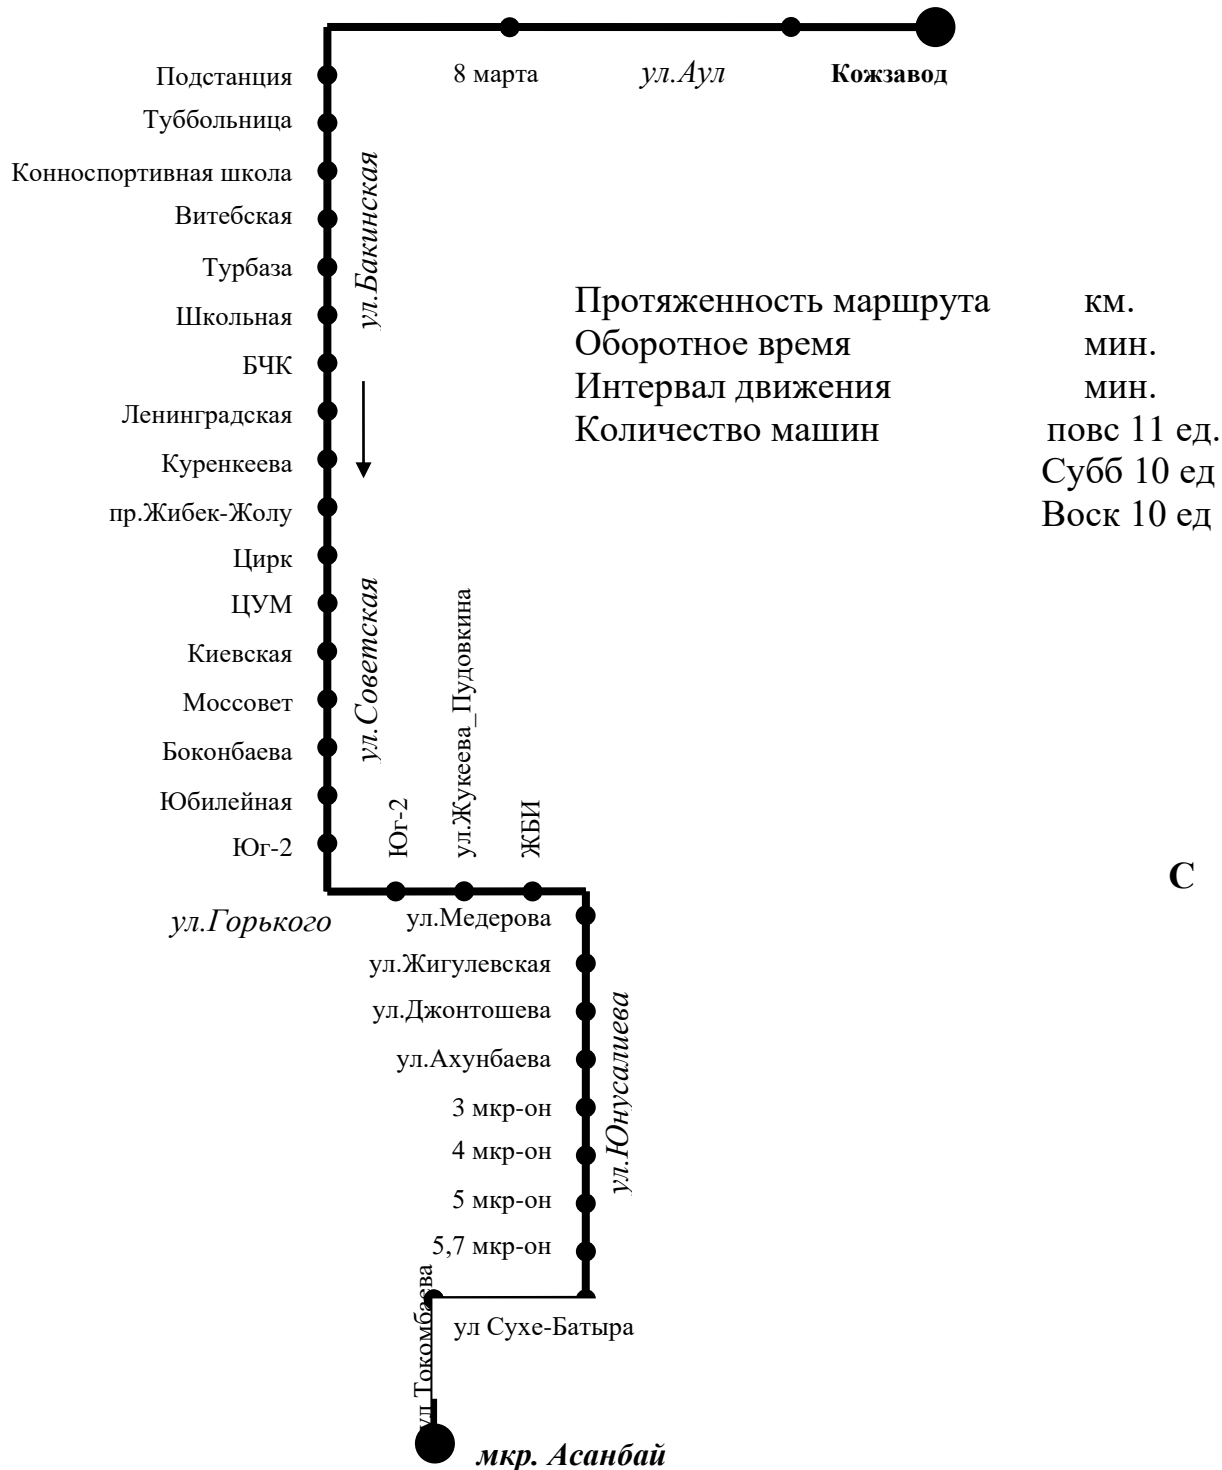 8 марта
ул.Аул
Кожзавод
Подстанция
Туббольница
Конноспортивная школа
Витебская
Турбаза
Школьная
БЧК
Ленинградская
Куренкеева
пр.Жибек-Жолу
Цирк
ЦУМ
Киевская
Моссовет
Боконбаева
Юбилейная
Юг-2
ул.Бакинская
ул.Советская
Протяженность маршрута км.
Оборотное время мин.
Интервал движения мин.
Количество машин повс 11 ед.
Субб 10 ед
Воск 10 ед
Юг-2
ул.Жукеева_Пудовкина
ЖБИ
С
ул.Горького
ул.Медерова
ул.Жигулевская
ул.Джонтошева
ул.Ахунбаева
3 мкр-он
4 мкр-он
5 мкр-он
5,7 мкр-он
ул.Юнусалиева
ул Сухе-Батыра
ул Токомбаева
мкр. Асанбай